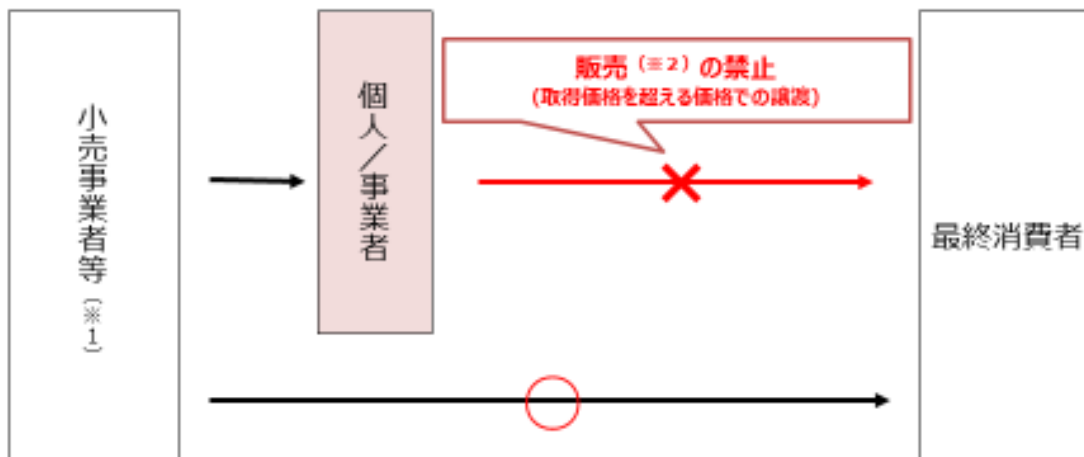 小売事業者等（※１）
個人／事業者
販売（※２）の禁止
(取得価格を超える価格での譲渡)
最終消費者